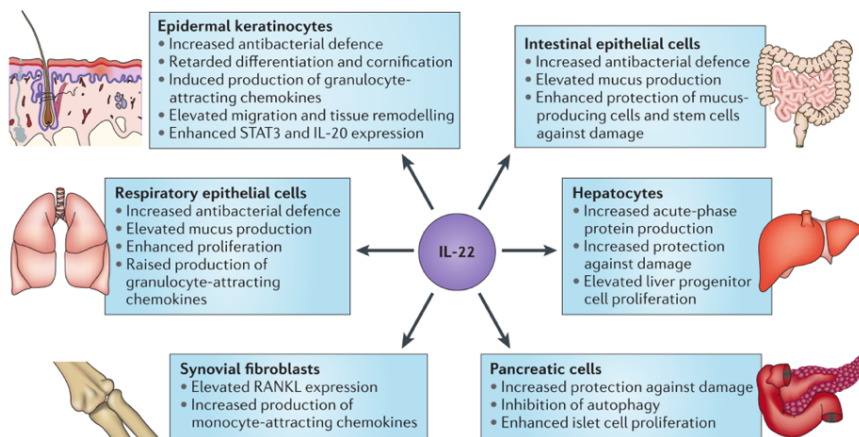 Epidermal keratinocytes
• Increased antibacterial defence
• Retarded differentiation and cornification
• Induced production of granulocyte-
attracting chemokines
• Elevated migration and tissue remodelling
• Enhanced STAT3 and IL-20 expression
Intestinal epithelial cells
• Increased antibacterial defence
• Elevated mucus production
• Enhanced protection of mucus-
producing cells and stem cells
against damage
Respiratory epithelial cells
• Increased antibacterial defence
• Elevated mucus production
• Enhanced proliferation
• Raised production of
granulocyte-attracting
chemokines
IL-22
Hepatocytes
• Increased acute-phase
protein production
• Increased protection
against damage
• Elevated liver progenitor
cell proliferation
Synovial fibroblasts
• Elevated RANKL expression
• Increased production of
monocyte-attracting chemokines
Pancreatic cells
• Increased protection against damage
• Inhibition of autophagy
• Enhanced islet cell proliferation